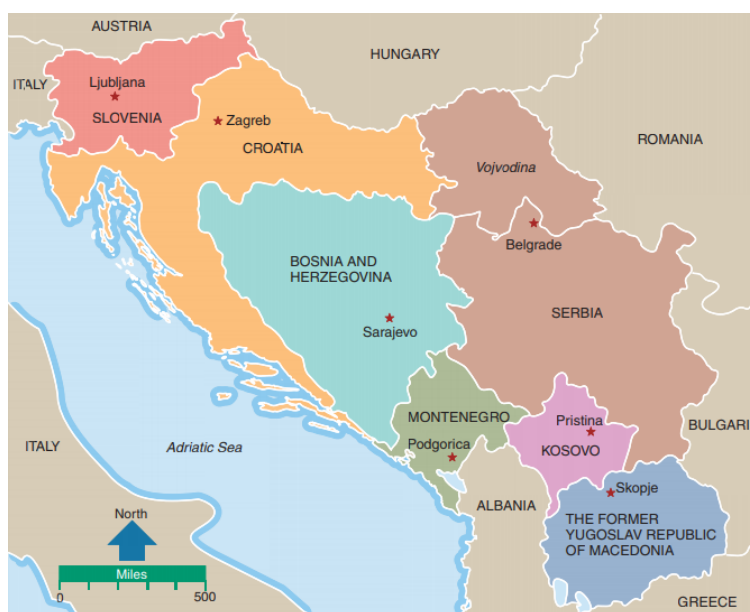 AUSTRIA
HUNGARY
ITALY
Ljubljana
SLOVENIA
Zagreb
CROATIA
ROMANIA
Vojvodina
Belgrade
BOSNIA AND
HERZEGOVINA
SERBIA
Sarajevo
MONTENEGRO
Pristina
BULGARI
ITALY
Adriatic Sea
Podgorica
KOSOVO
Skopje
ALBANIA
North
THE FORMER
YUGOSLAV REPUBLIC
OF MACEDONIA
Miles
0
500
GREECE